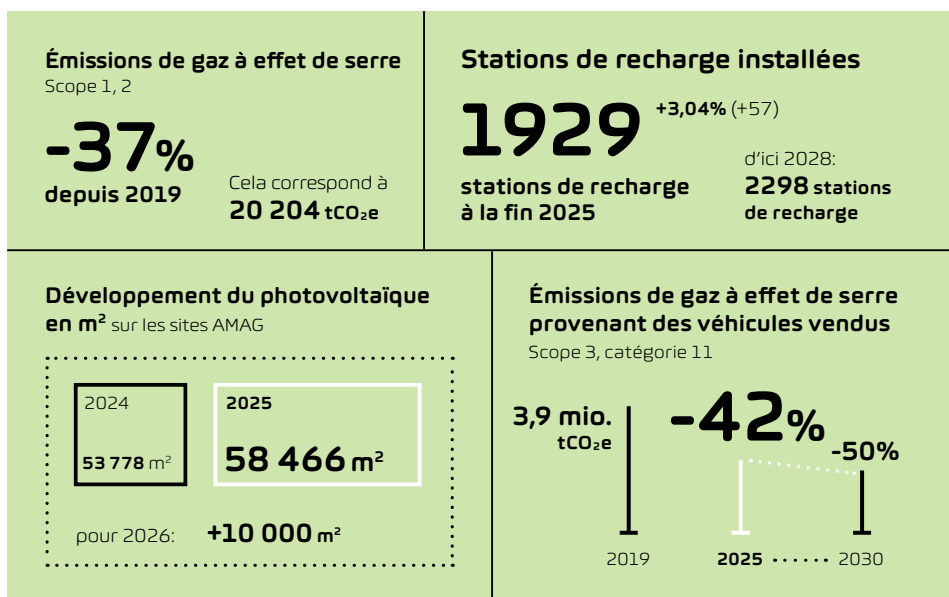 Émissions de gaz à effet de serre
Scope 1, 2
-37%
depuis 2019
Cela correspond à
20 204 tCO₂e
Stations de recharge installées
1929
+3,04% (+57)
stations de recharge
à la fin 2025
d'ici 2028:
2298 stations
de recharge
Développement du photovoltaïque
en m² sur les sites AMAG
2024
53 778 m²
2025
58 466 m²
pour 2026: +10 000 m²
Émissions de gaz à effet de serre
provenant des véhicules vendus
Scope 3, catégorie 11
3,9 mio.
tCO₂e
-42%
-50%
2019
2025
2030